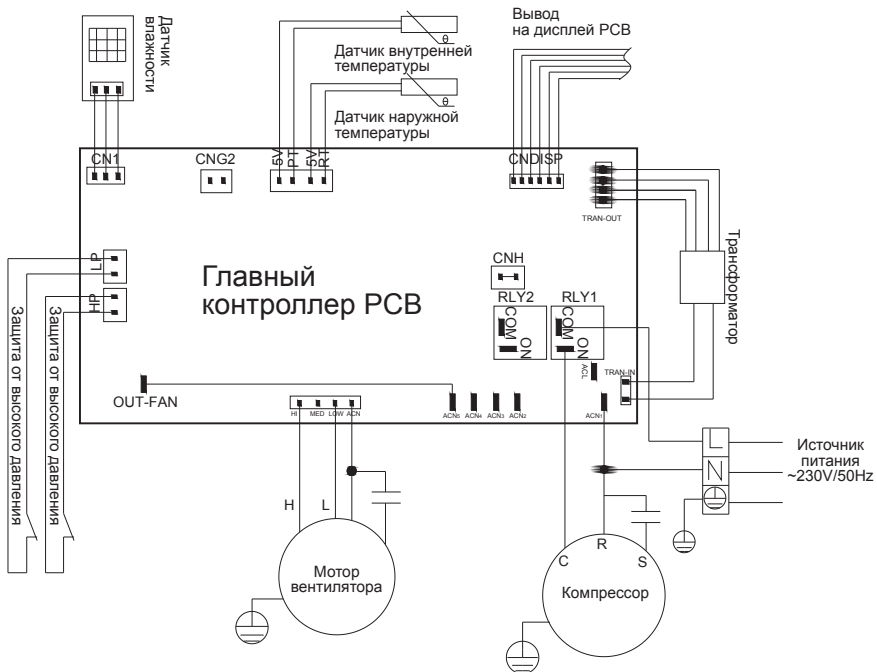 Датчик
влажности
Датчик внутренней
температуры
Датчик наружной
температуры
Вывод
на дисплей PCB
θ
θ
CN1
CNG2
5V
PT
5V
RT
CNDISP
TRAN-OUT
Трансформатор
LP
HP
Главный
контроллер PCB
CNH
RLY2
RLY1
COM
ON
COM
ON
ACL
TRAN-IN
OUT-FAN
HI
MED
LOW
ACN
ACN5
ACN4
ACN3
ACN2
ACN1
Защита от высокого давления
Защита от высокого давления
L
N
Источник
питания
~230V/50Hz
H
L
Мотор
вентилятора
C
R
S
Компрессор